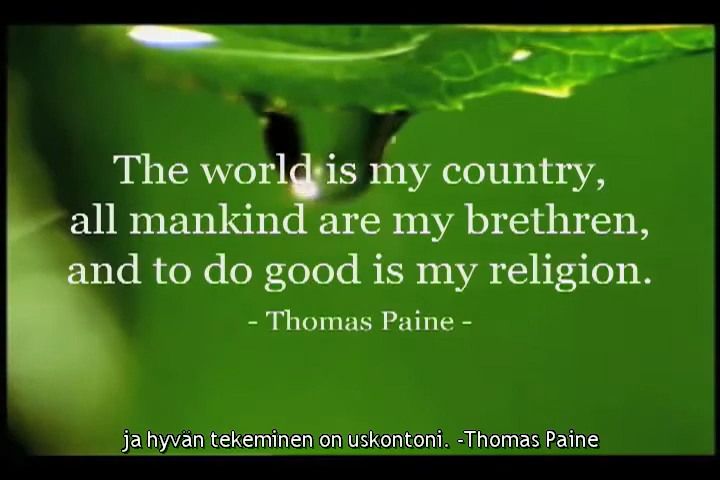 The world is my country,
all mankind are my brethren,
and to do good is my religion.
- Thomas Paine -
ja hyvän tekeminen on uskontoni. -Thomas Paine